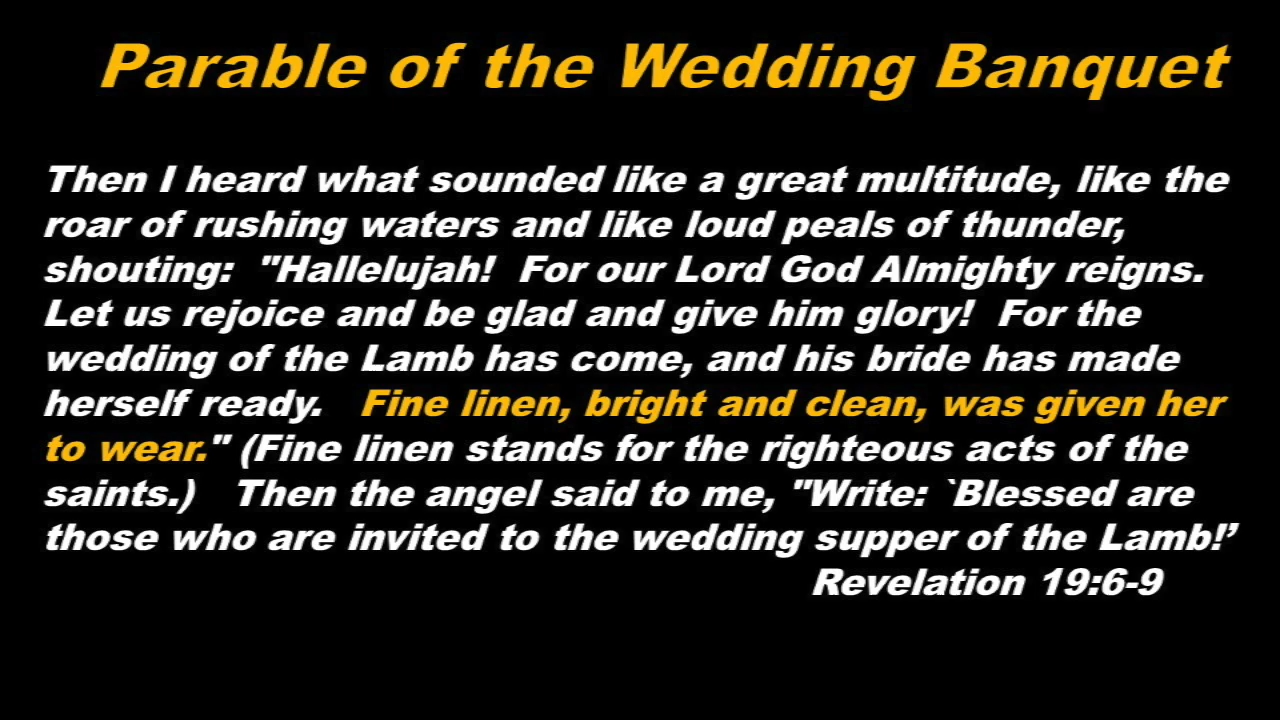 Parable of the Wedding Banquet
Then I heard what sounded like a great multitude, like the
roar of rushing waters and like loud peals of thunder,
shouting:  "Hallelujah!  For our Lord God Almighty reigns.
Let us rejoice and be glad and give him glory!  For the
wedding of the Lamb has come, and his bride has made
herself ready.   Fine linen, bright and clean, was given her
to wear." (Fine linen stands for the righteous acts of the
saints.)   Then the angel said to me, "Write: `Blessed are
those who are invited to the wedding supper of the Lamb!’
Revelation 19:6-9